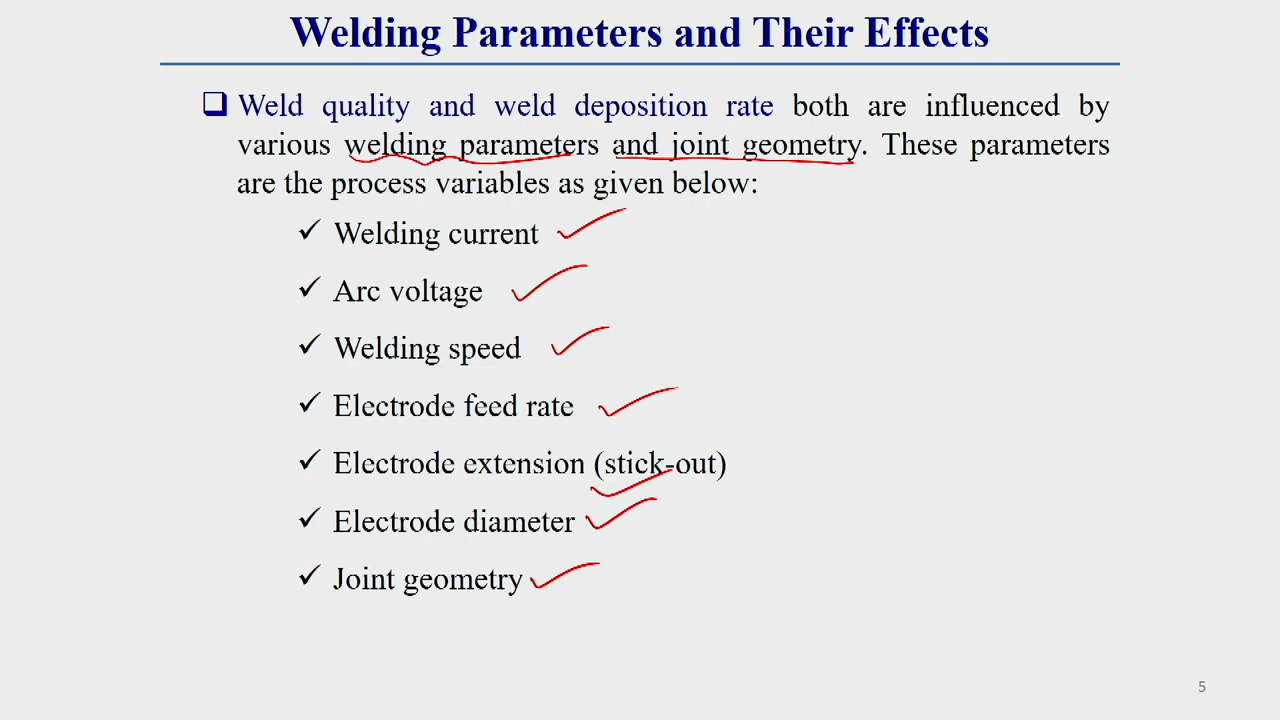 Welding Parameters and Their Effects
Weld quality and weld deposition rate both are influenced by
various welding parameters and joint geometry. These parameters
are the process variables as given below:
Welding current
Arc voltage
Welding speed
Electrode feed rate
Electrode extension (stick-out)
Electrode diameter
Joint geometry
5